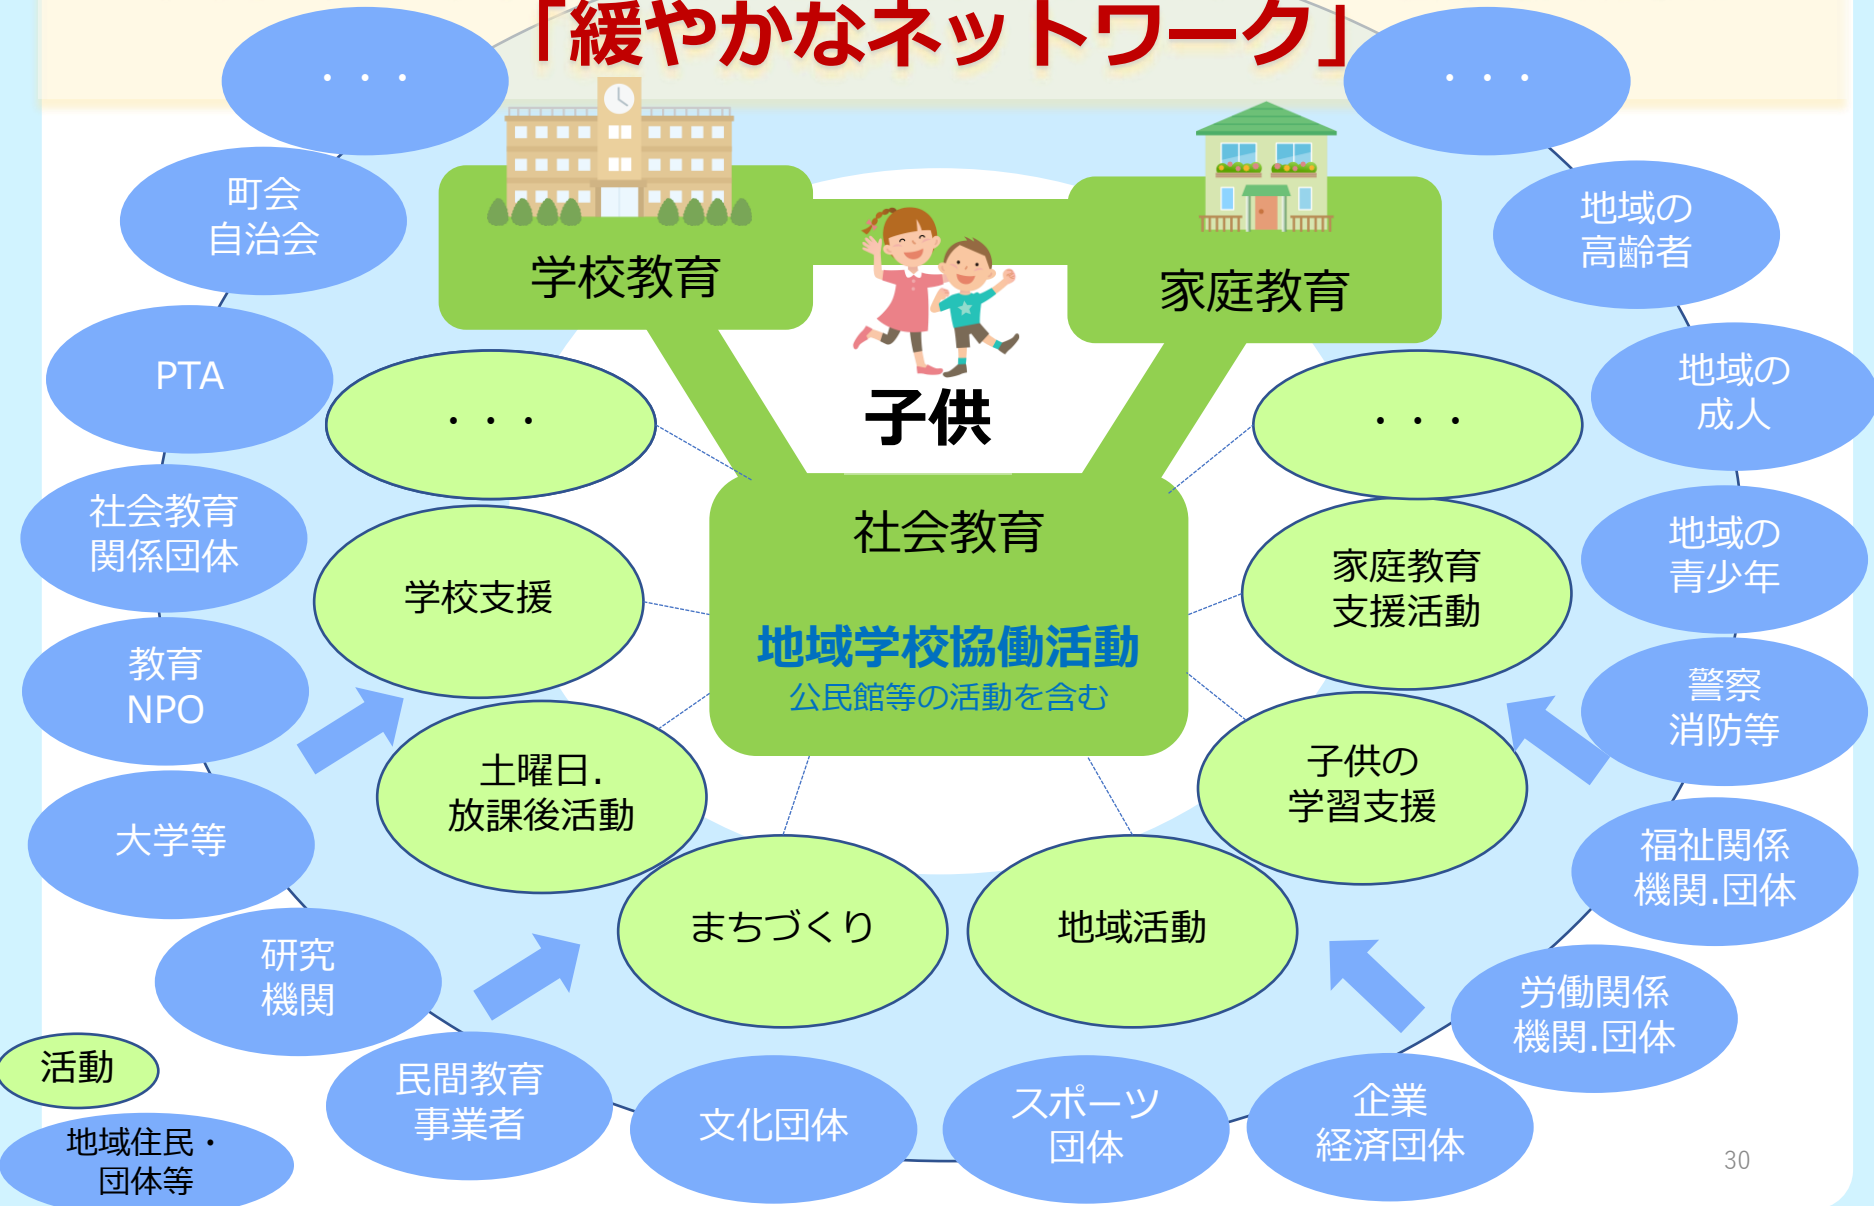 「緩やかなネットワーク」
・・・
・・・
町会
自治会
地域の
高齢者
学校教育
家庭教育
PTA
地域の
成人
子供
・・・
・・・
社会教育
関係団体
社会教育
地域の
青少年
学校支援
家庭教育
支援活動
地域学校協働活動
公民館等の活動を含む
教育
NPO
警察
消防等
土曜日.
放課後活動
子供の
学習支援
大学等
福祉関係
機関.団体
まちづくり
地域活動
研究
機関
労働関係
機関.団体
活動
民間教育
事業者
文化団体
スポーツ
団体
企業
経済団体
地域住民・
団体等
30